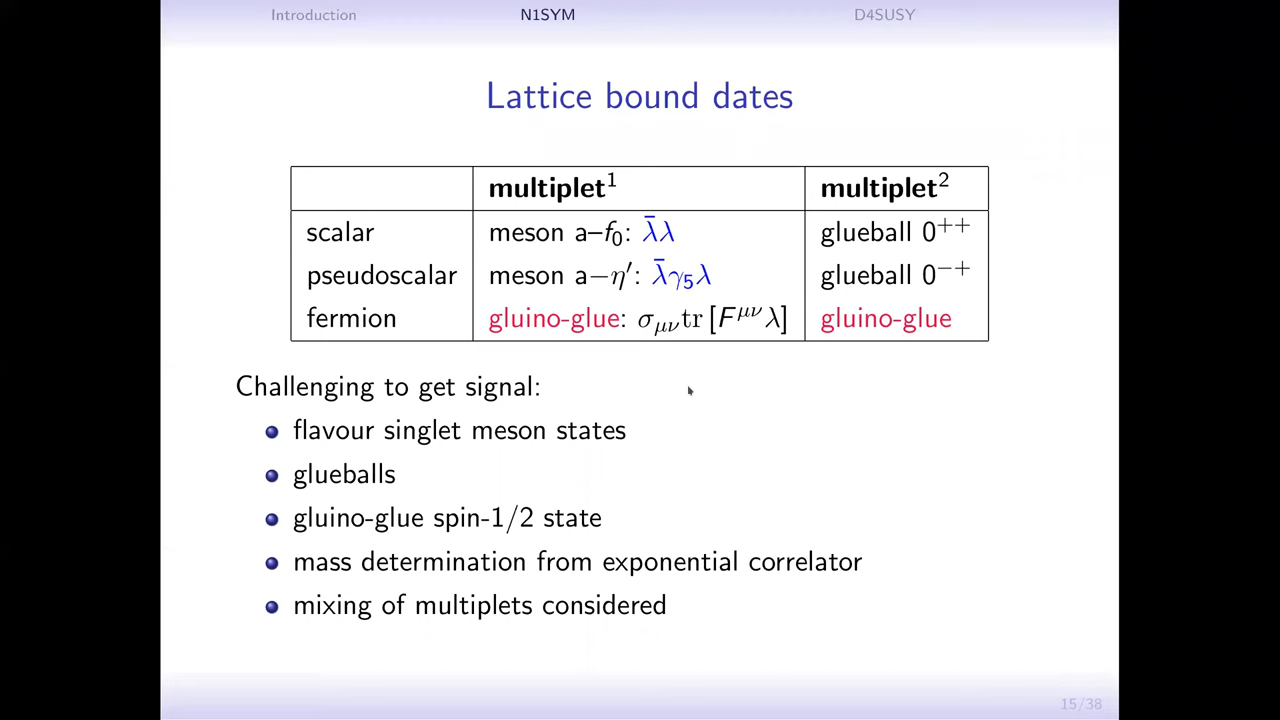 Introduction N1SYM D4SUSY
Lattice bound dates
multiplet¹ multiplet²
scalar meson a–f₀: λ̄λ glueball 0⁺⁺
pseudoscalar meson a−η′: λ̄γ₅λ glueball 0⁻⁺
fermion gluino-glue: σ_μν tr [F^μν λ] gluino-glue
Challenging to get signal:
flavour singlet meson states
glueballs
gluino-glue spin-1/2 state
mass determination from exponential correlator
mixing of multiplets considered
15/38